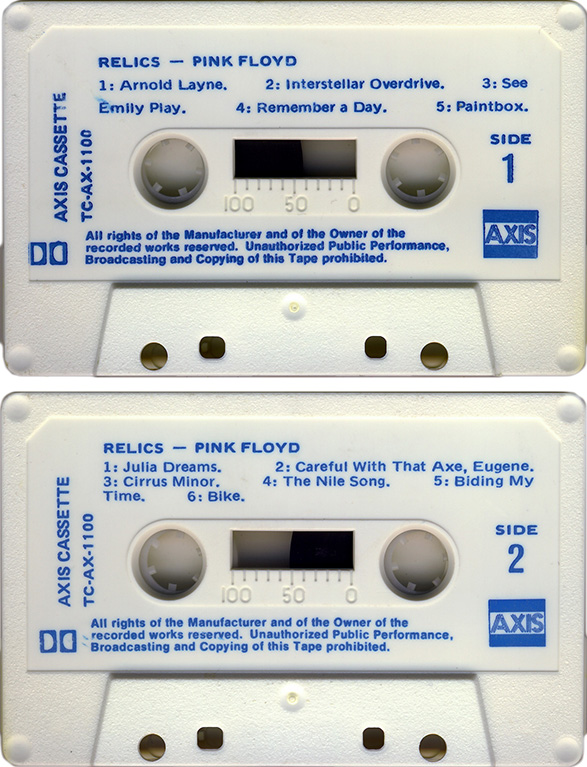 RELICS — PINK FLOYD
1: Arnold Layne. 2: Interstellar Overdrive. 3: See
Emily Play. 4: Remember a Day. 5: Paintbox.
AXIS CASSETTE
TC-AX-1100
SIDE
1
100 50 0
AXIS
All rights of the Manufacturer and of the Owner of the
recorded works reserved. Unauthorized Public Performance,
Broadcasting and Copying of this Tape prohibited.
RELICS — PINK FLOYD
1: Julia Dreams. 2: Careful With That Axe, Eugene.
3: Cirrus Minor. 4: The Nile Song. 5: Biding My
Time. 6: Bike.
AXIS CASSETTE
TC-AX-1100
SIDE
2
100 50 0
AXIS
All rights of the Manufacturer and of the Owner of the
recorded works reserved. Unauthorized Public Performance,
Broadcasting and Copying of this Tape prohibited.